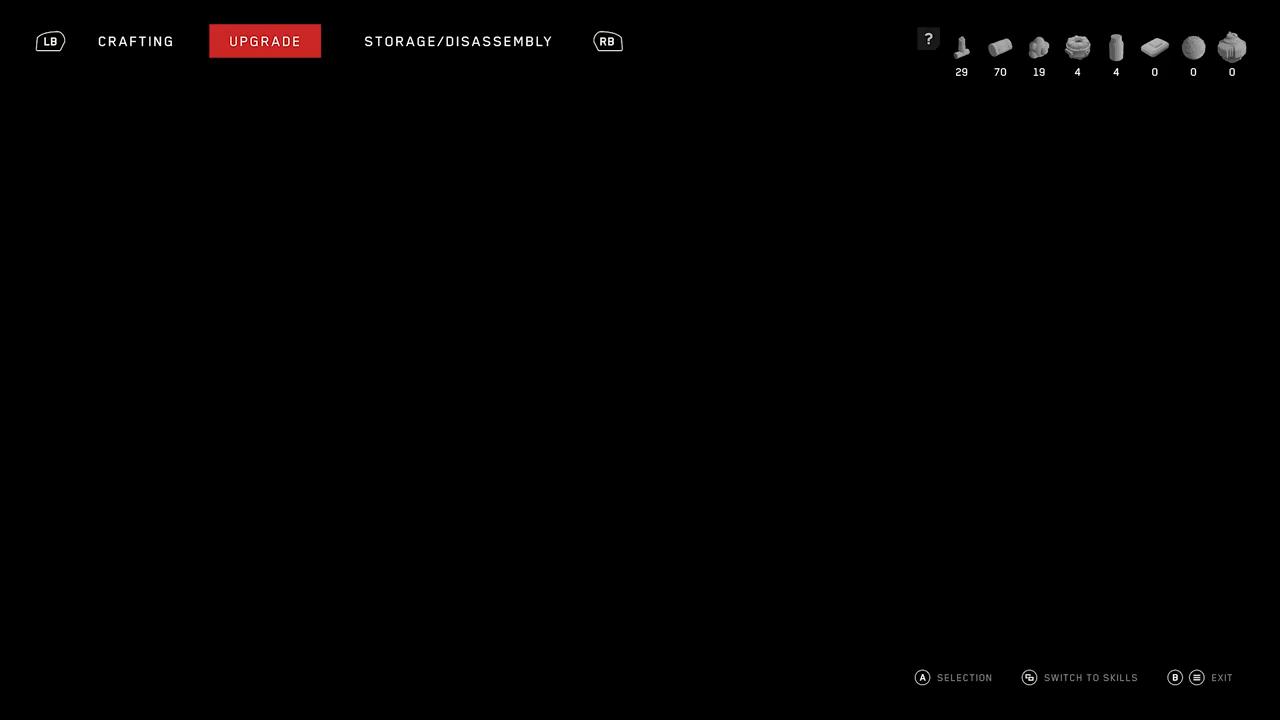 LB CRAFTING UPGRADE STORAGE/DISASSEMBLY RB ?
29 70 19 4 4 0 0 0
A SELECTION SWITCH TO SKILLS B EXIT